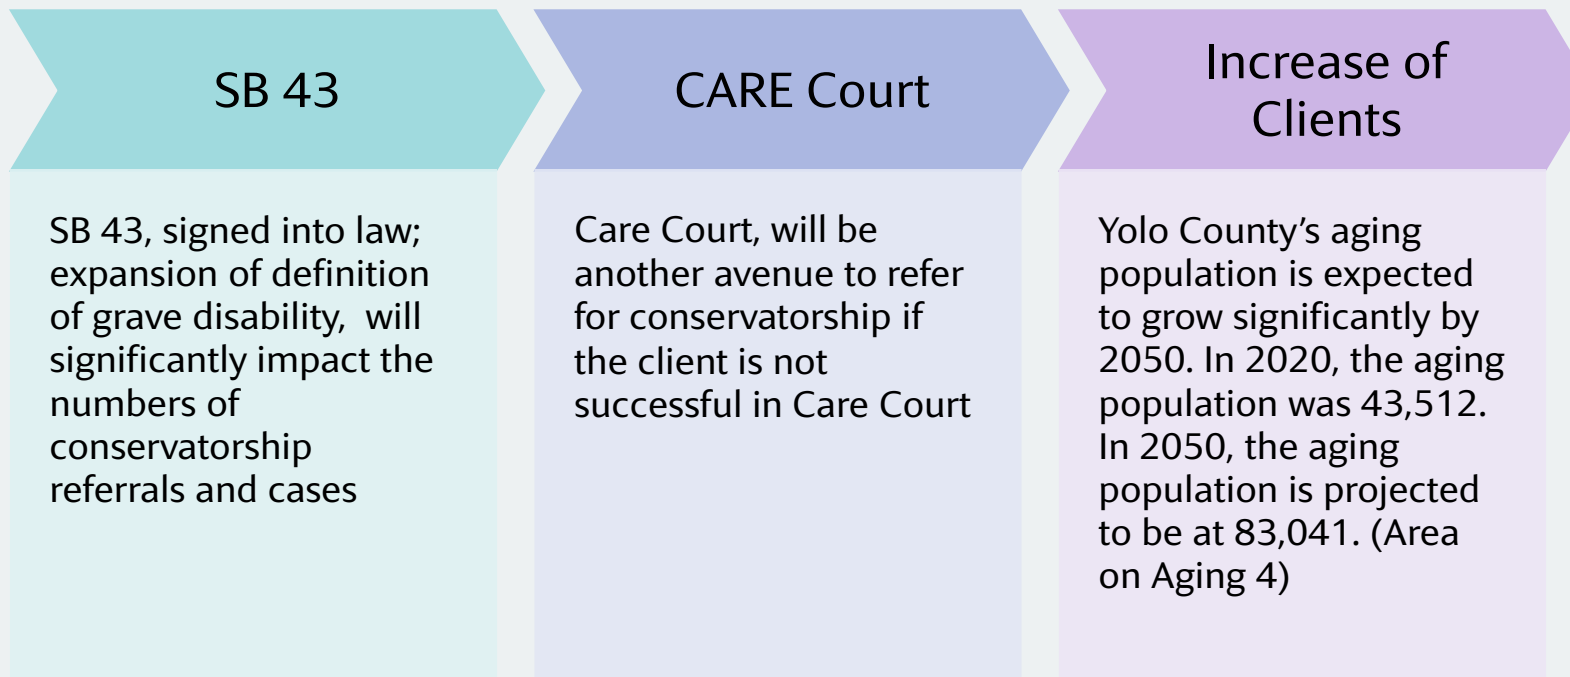 SB 43
SB 43, signed into law;
expansion of definition
of grave disability,  will
significantly impact the
numbers of
conservatorship
referrals and cases
CARE Court
Care Court, will be
another avenue to refer
for conservatorship if
the client is not
successful in Care Court
Increase of
Clients
Yolo County’s aging
population is expected
to grow significantly by
2050. In 2020, the aging
population was 43,512.
In 2050, the aging
population is projected
to be at 83,041. (Area
on Aging 4)